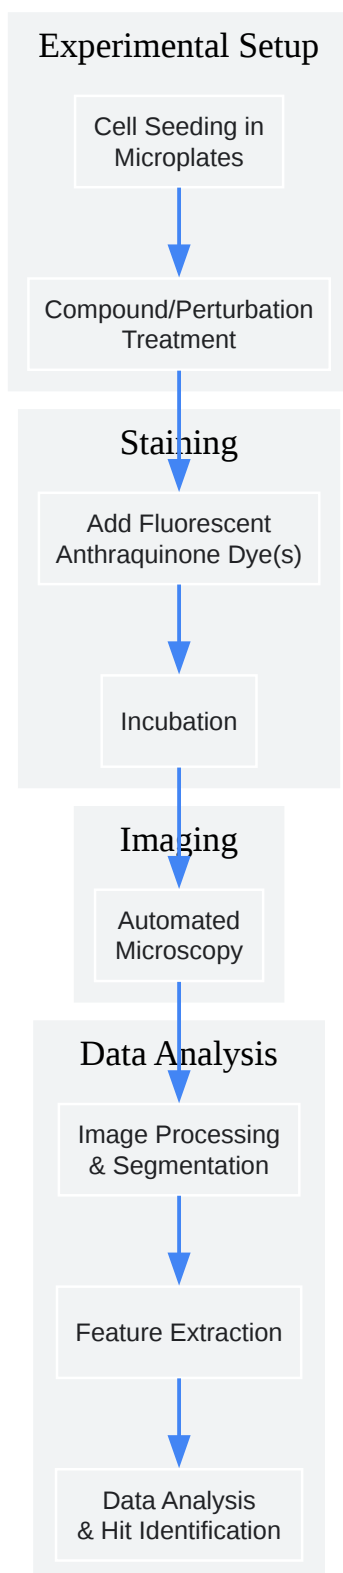 Experimental Setup
Cell Seeding in
Microplates
Compound/Perturbation
Treatment
Staining
Add Fluorescent
Anthraquinone Dye(s)
Incubation
Imaging
Automated
Microscopy
Data Analysis
Image Processing
& Segmentation
Feature Extraction
Data Analysis
& Hit Identification